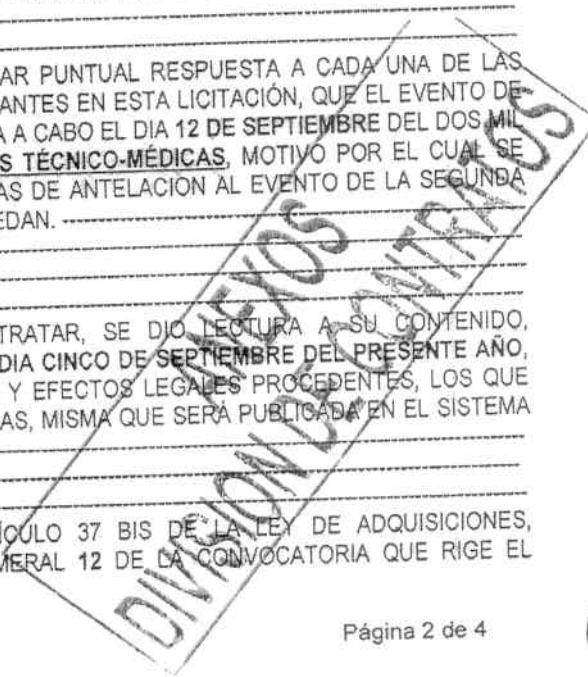 AR PUNTUAL RESPUESTA A CADA UNA DE LAS
ANTES EN ESTA LICITACIÓN, QUE EL EVENTO DE
A A CABO EL DIA 12 DE SEPTIEMBRE DEL DOS MIL
S TÉCNICO-MÉDICAS, MOTIVO POR EL CUAL SE
AS DE ANTELACION AL EVENTO DE LA SEGUNDA
EDAN.
TRATAR, SE DIO LECTURA A SU CONTENIDO,
DIA CINCO DE SEPTIEMBRE DEL PRESENTE AÑO,
Y EFECTOS LEGALES PROCEDENTES, LOS QUE
AS, MISMA QUE SERÁ PUBLICADA EN EL SISTEMA
ÍCULO 37 BIS DE LA LEY DE ADQUISICIONES,
MERAL 12 DE LA CONVOCATORIA QUE RIGE EL
ANEXOS
DIVISION DE CONTRATOS
Página 2 de 4